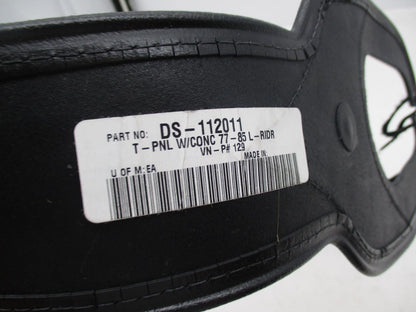 PART NO: DS-112011
T-PNL W/CONC 77-85 L-RIDR
VN-P# 129
U OF M: EA MADE IN